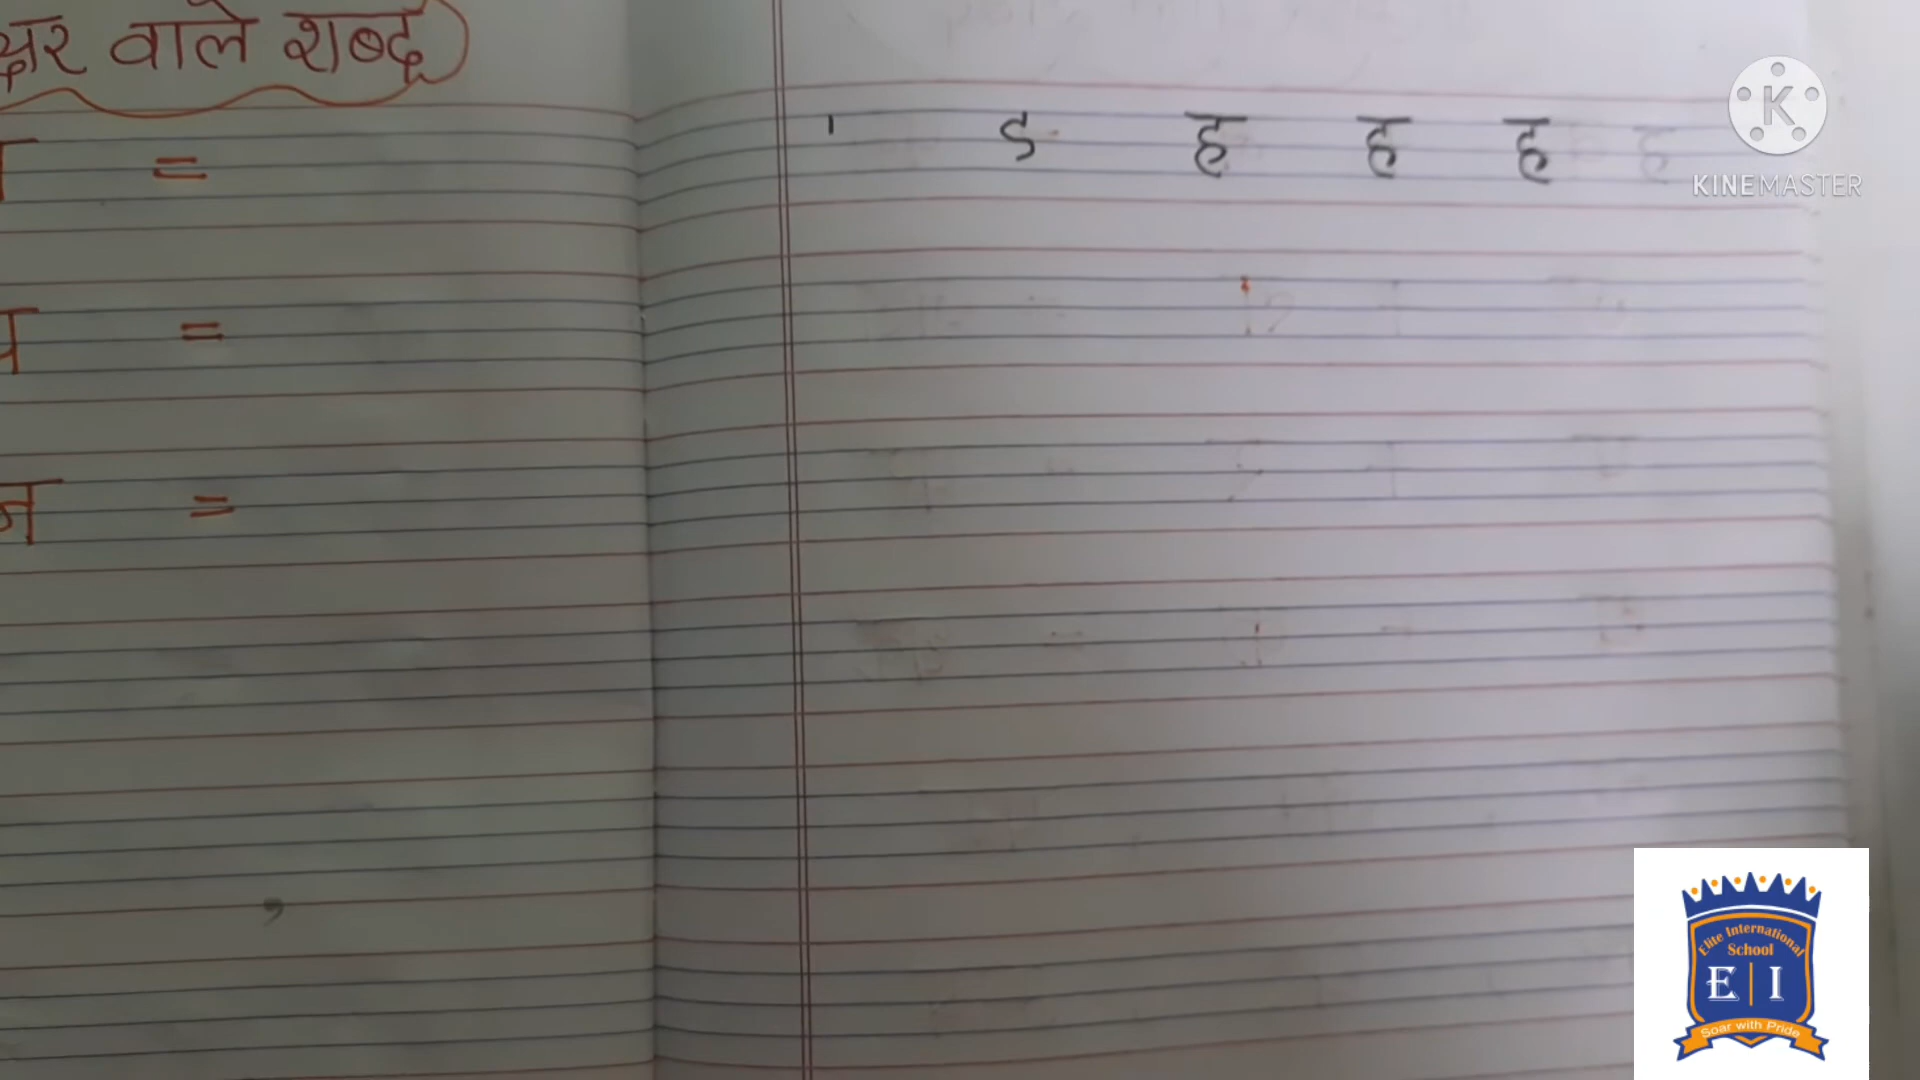 क्षर वाले शब्द
=
=
न =
ड ह ह ह ह
KINEMASTER
Elite International
School
E I
Soar with Pride